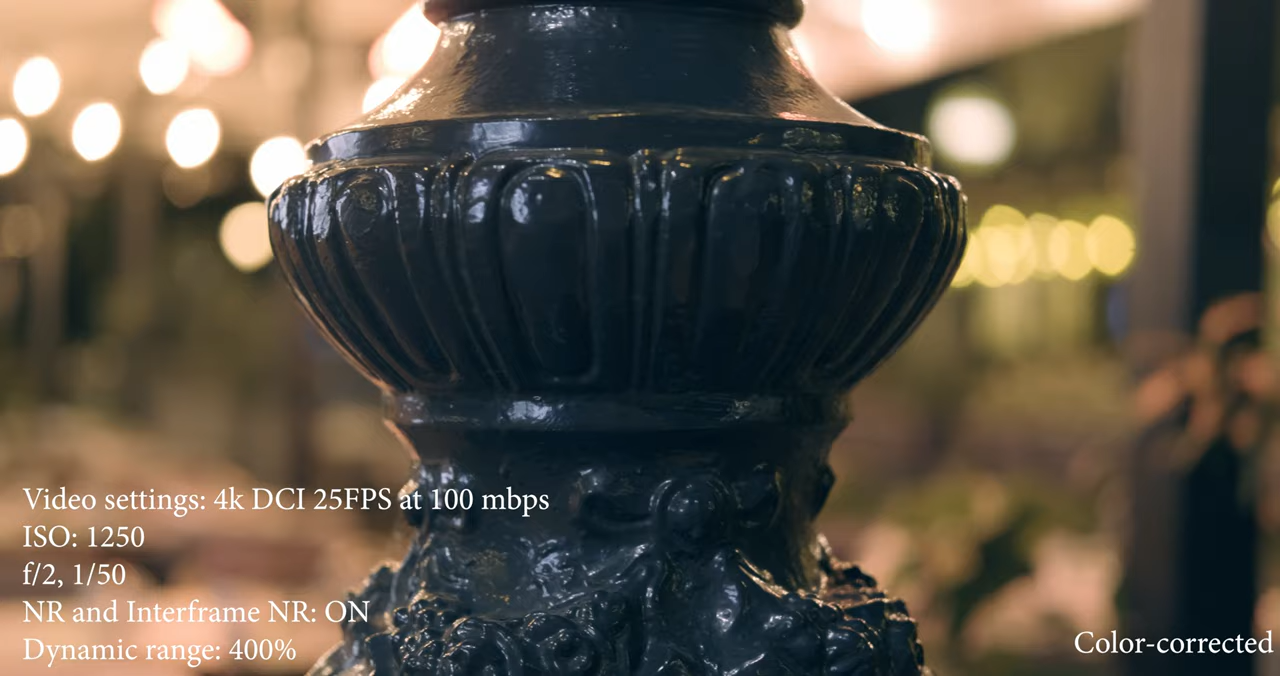 Video settings: 4k DCI 25FPS at 100 mbps
ISO: 1250
f/2, 1/50
NR and Interframe NR: ON
Dynamic range: 400%
Color-corrected